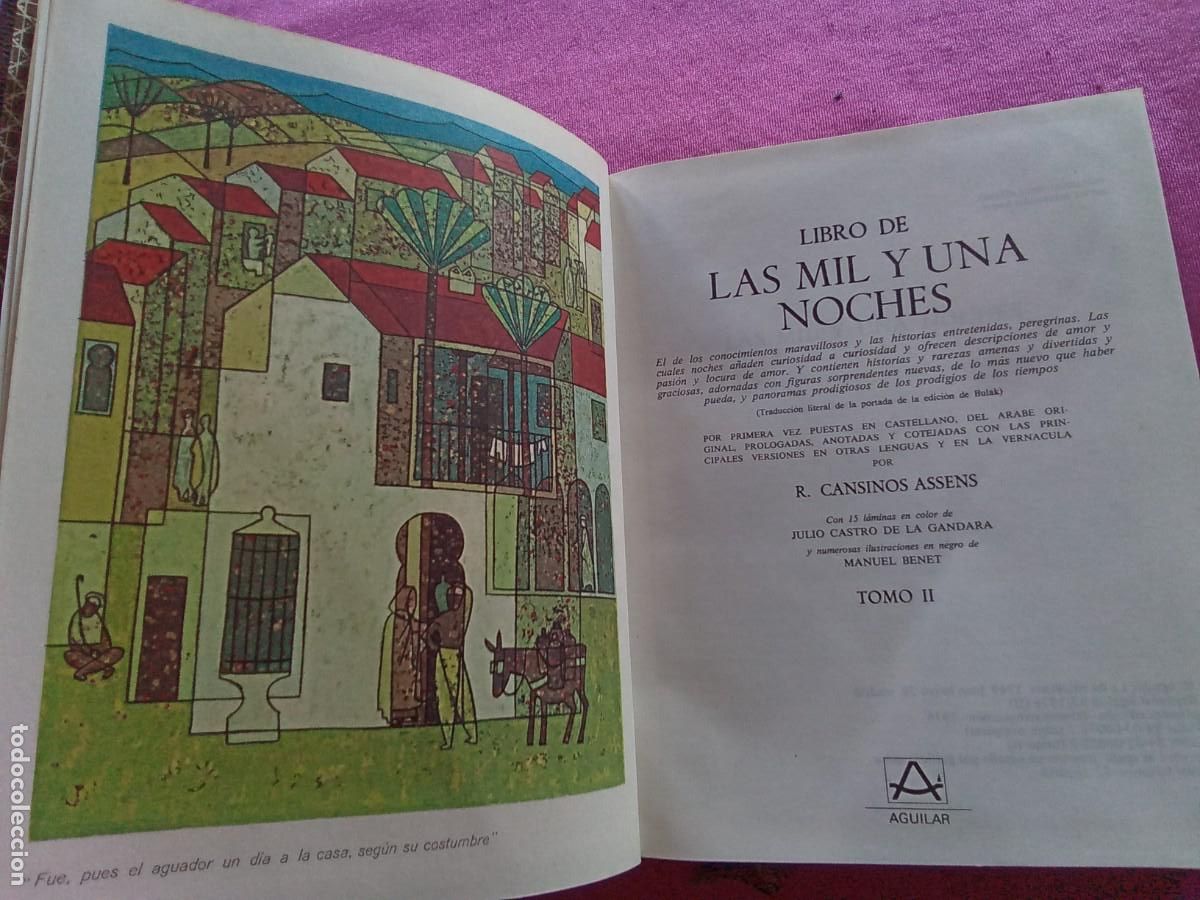 "Fue, pues el aguador un día a la casa, según su costumbre"
LIBRO DE
LAS MIL Y UNA
NOCHES
El de los conocimientos maravillosos y las historias entretenidas, peregrinas. Las
cuales noches añaden curiosidad a curiosidad y ofrecen descripciones de amor y
pasión y locura de amor. Y contienen historias y rarezas amenas y divertidas y
graciosas, adornadas con figuras sorprendentes nuevas, de lo más nuevo que haber
pueda, y panoramas prodigiosos de los prodigios de los tiempos
(Traducción literal de la portada de la edición de Bulak)
POR PRIMERA VEZ PUESTAS EN CASTELLANO, DEL ARABE ORI-
GINAL, PROLOGADAS, ANOTADAS Y COTEJADAS CON LAS PRIN-
CIPALES VERSIONES EN OTRAS LENGUAS Y EN LA VERNACULA
POR
R. CANSINOS ASSENS
Con 15 láminas en color de
JULIO CASTRO DE LA GANDARA
y numerosas ilustraciones en negro de
MANUEL BENET
TOMO II
AGUILAR
todocoleccion